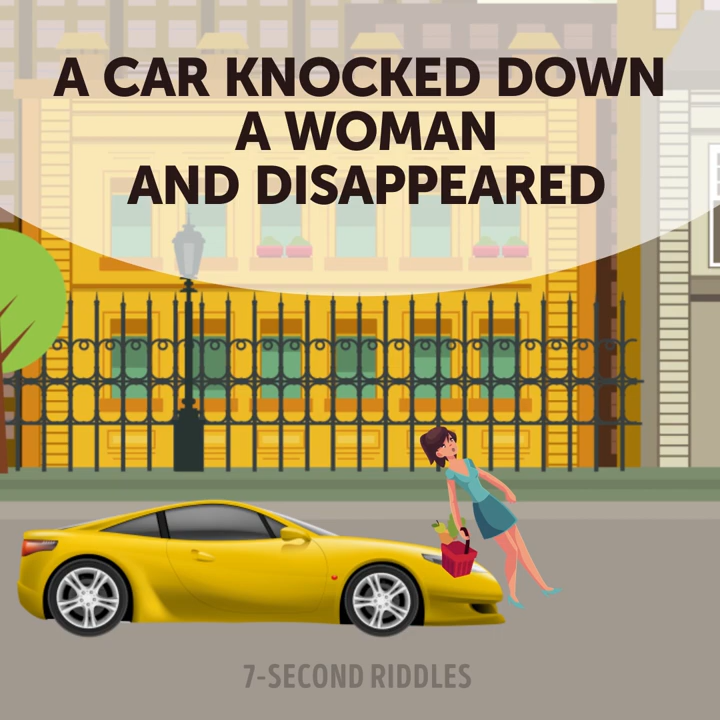 A CAR KNOCKED DOWN
A WOMAN
AND DISAPPEARED
7-SECOND RIDDLES